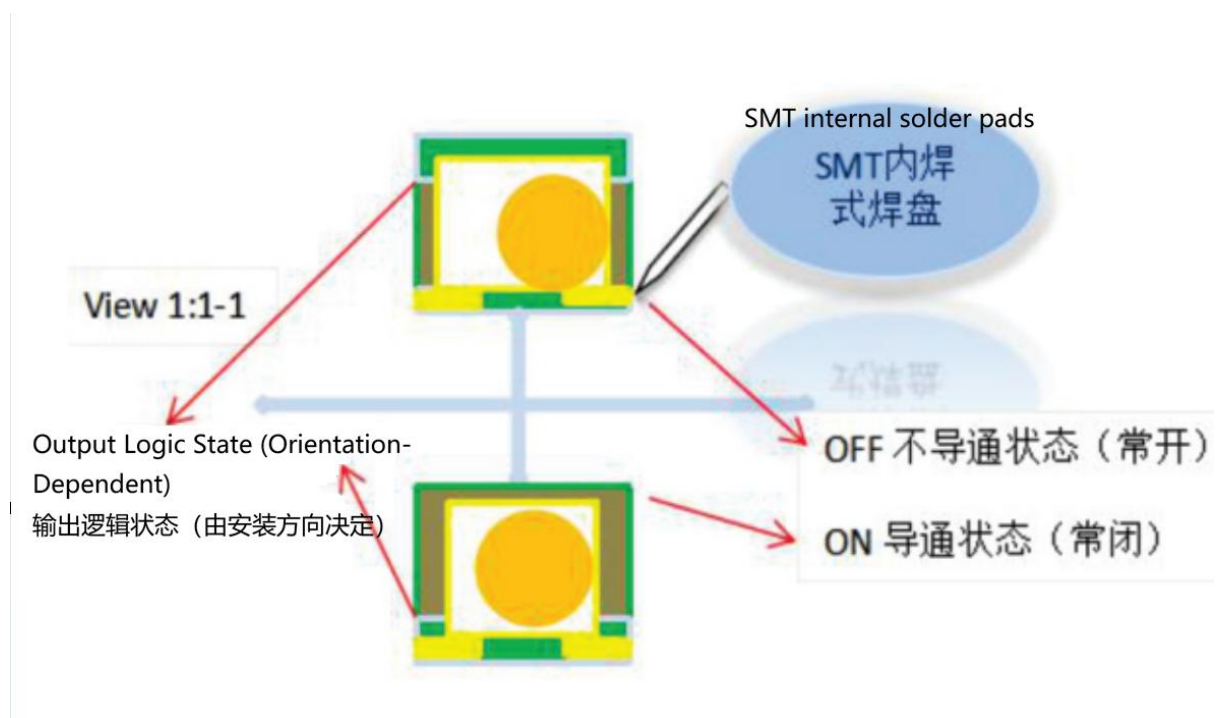 SMT internal solder pads
SMT内焊
式焊盘
View 1:1-1
Output Logic State (Orientation-
Dependent)
输出逻辑状态（由安装方向决定）
OFF 不导通状态（常开）
ON 导通状态（常闭）